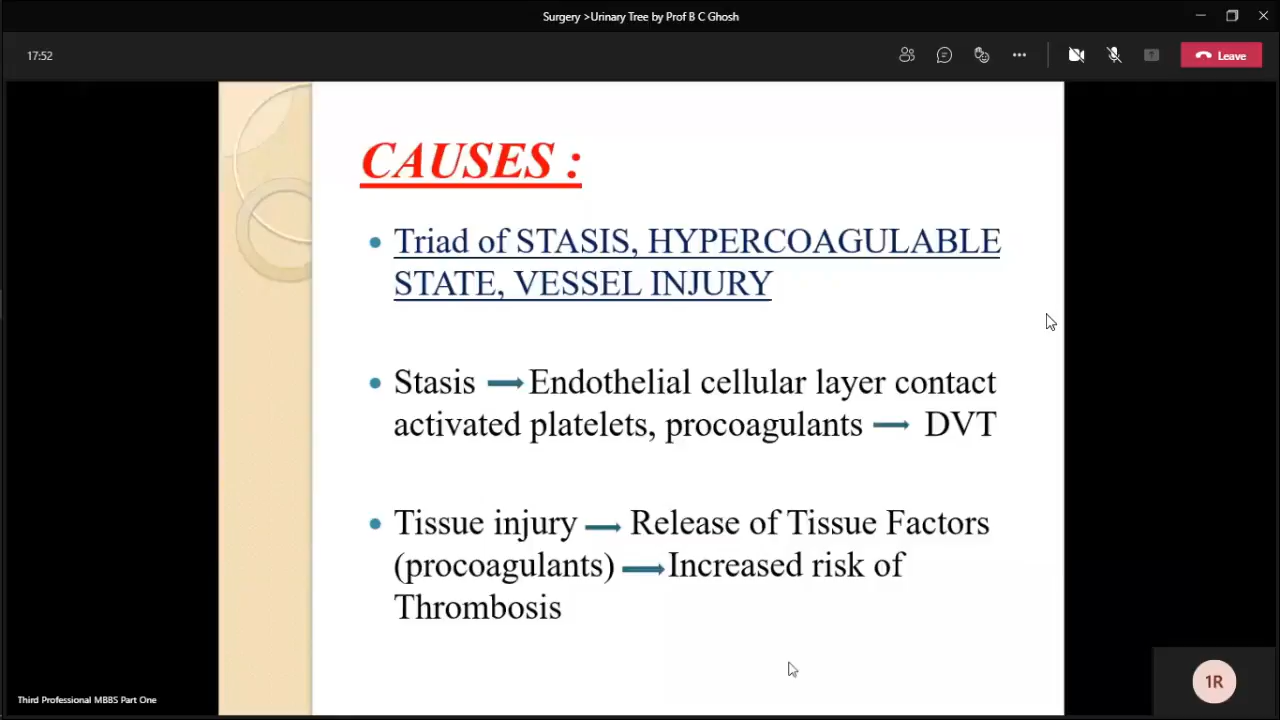 Surgery >Urinary Tree by Prof B C Ghosh
17:52
Leave
CAUSES :
• Triad of STASIS, HYPERCOAGULABLE
STATE, VESSEL INJURY
• Stasis → Endothelial cellular layer contact
activated platelets, procoagulants → DVT
• Tissue injury → Release of Tissue Factors
(procoagulants) → Increased risk of
Thrombosis
Third Professional MBBS Part One
1R